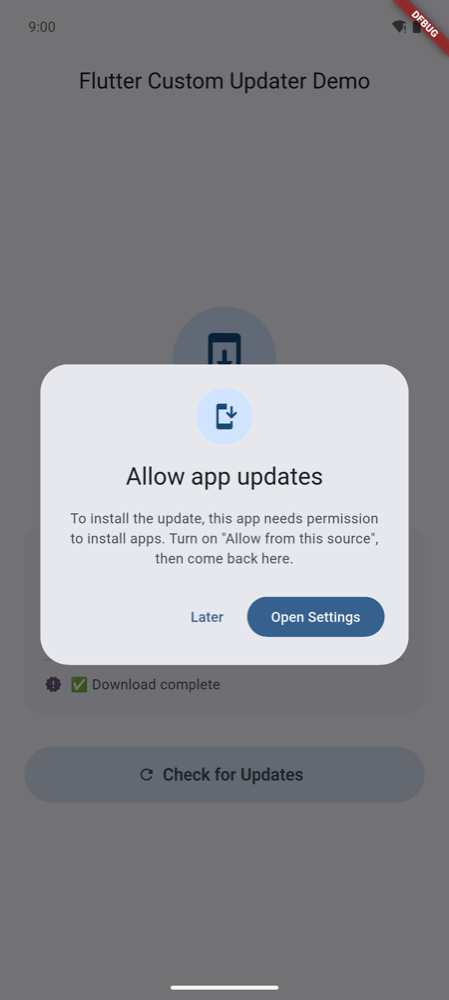 9:00
DEBUG
Flutter Custom Updater Demo
Allow app updates
To install the update, this app needs permission
to install apps. Turn on "Allow from this source",
then come back here.
Later
Open Settings
✅ Download complete
Check for Updates